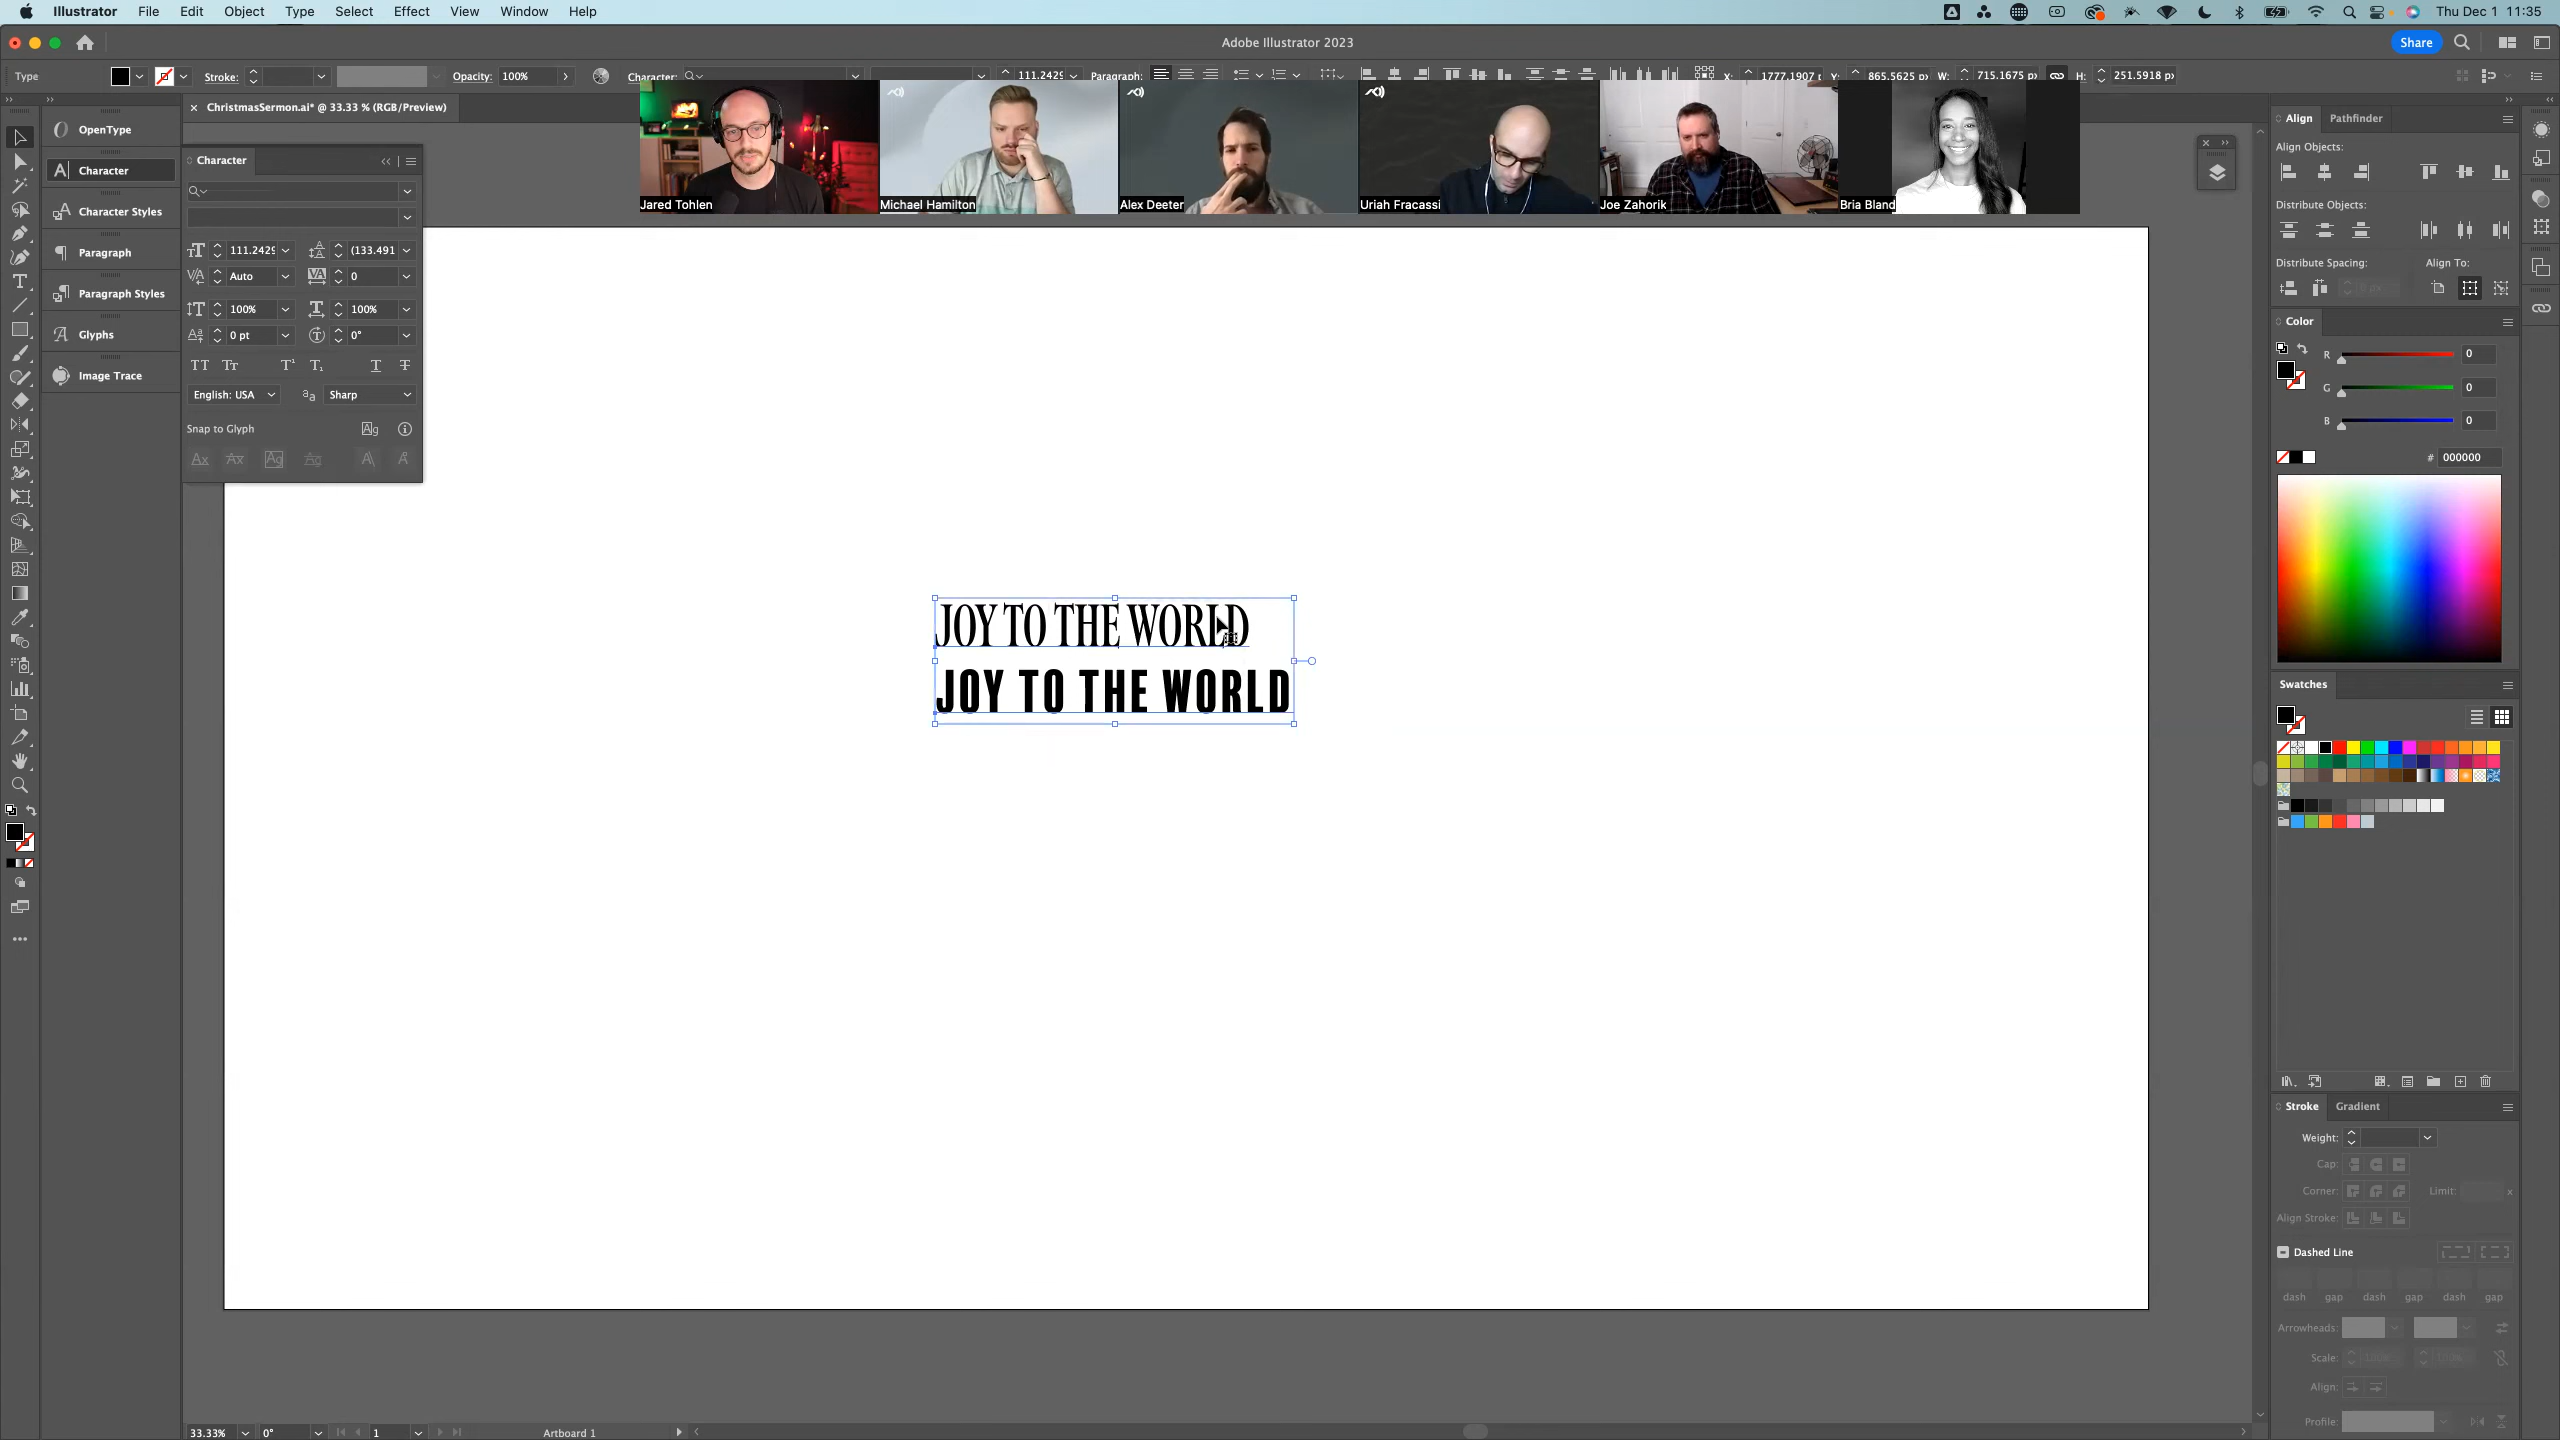 Illustrator File Edit Object Type Select Effect View Window Help
Thu Dec 1 11:35
Adobe Illustrator 2023
Share
Type
Stroke:
Opacity: 100%
Character:
111.2429
Paragraph:
X: 1777.1907 Y: 865.5625 px W: 715.1675 px H: 251.5918 px
× ChristmasSermon.ai* @ 33.33 % (RGB/Preview)
OpenType
Character
Character Styles
Paragraph
Paragraph Styles
Glyphs
Image Trace
Character
111.2429 (133.491
Auto 0
100% 100%
0 pt 0°
English: USA Sharp
Snap to Glyph
Jared Tohlen
Michael Hamilton
Alex Deeter
Uriah Fracassi
Joe Zahorik
Bria Bland
JOY TO THE WORLD
JOY TO THE WORLD
Align Pathfinder
Align Objects:
Distribute Objects:
Distribute Spacing: Align To:
Color
R 0
G 0
B 0
# 000000
Swatches
Stroke Gradient
Weight:
Cap:
Corner: Limit: x
Align Stroke:
Dashed Line
dash gap dash gap dash gap
Arrowheads:
Scale: 100% 100%
Align:
Profile:
33.33% 0° 1 Artboard 1